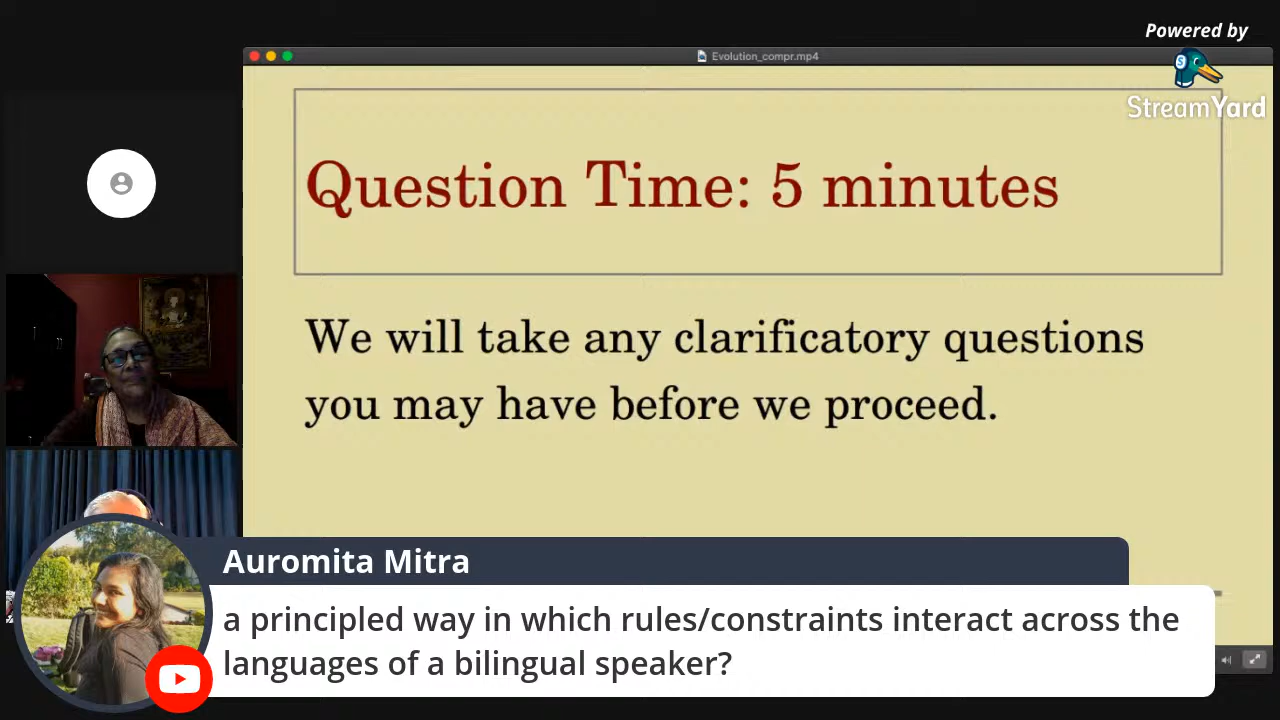 Powered by
StreamYard
Evolution_compr.mp4
Question Time: 5 minutes
We will take any clarificatory questions
you may have before we proceed.
Auromita Mitra
a principled way in which rules/constraints interact across the
languages of a bilingual speaker?